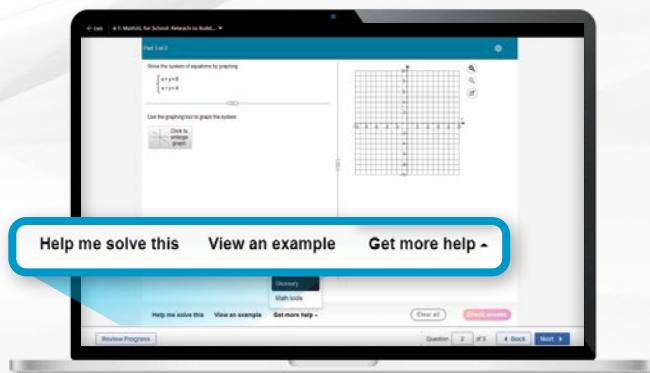 Exit
Part 1 of 2
Solve the system of equations by graphing.
x + y = 8
x - y = 4
Use the graphing tool to graph the system.
Click to
enlarge
graph
Help me solve this View an example Get more help
Glossary
Math tools
Help me solve this View an example Get more help
Clear all Check answer
Review Progress
Question 2 of 5 Back Next